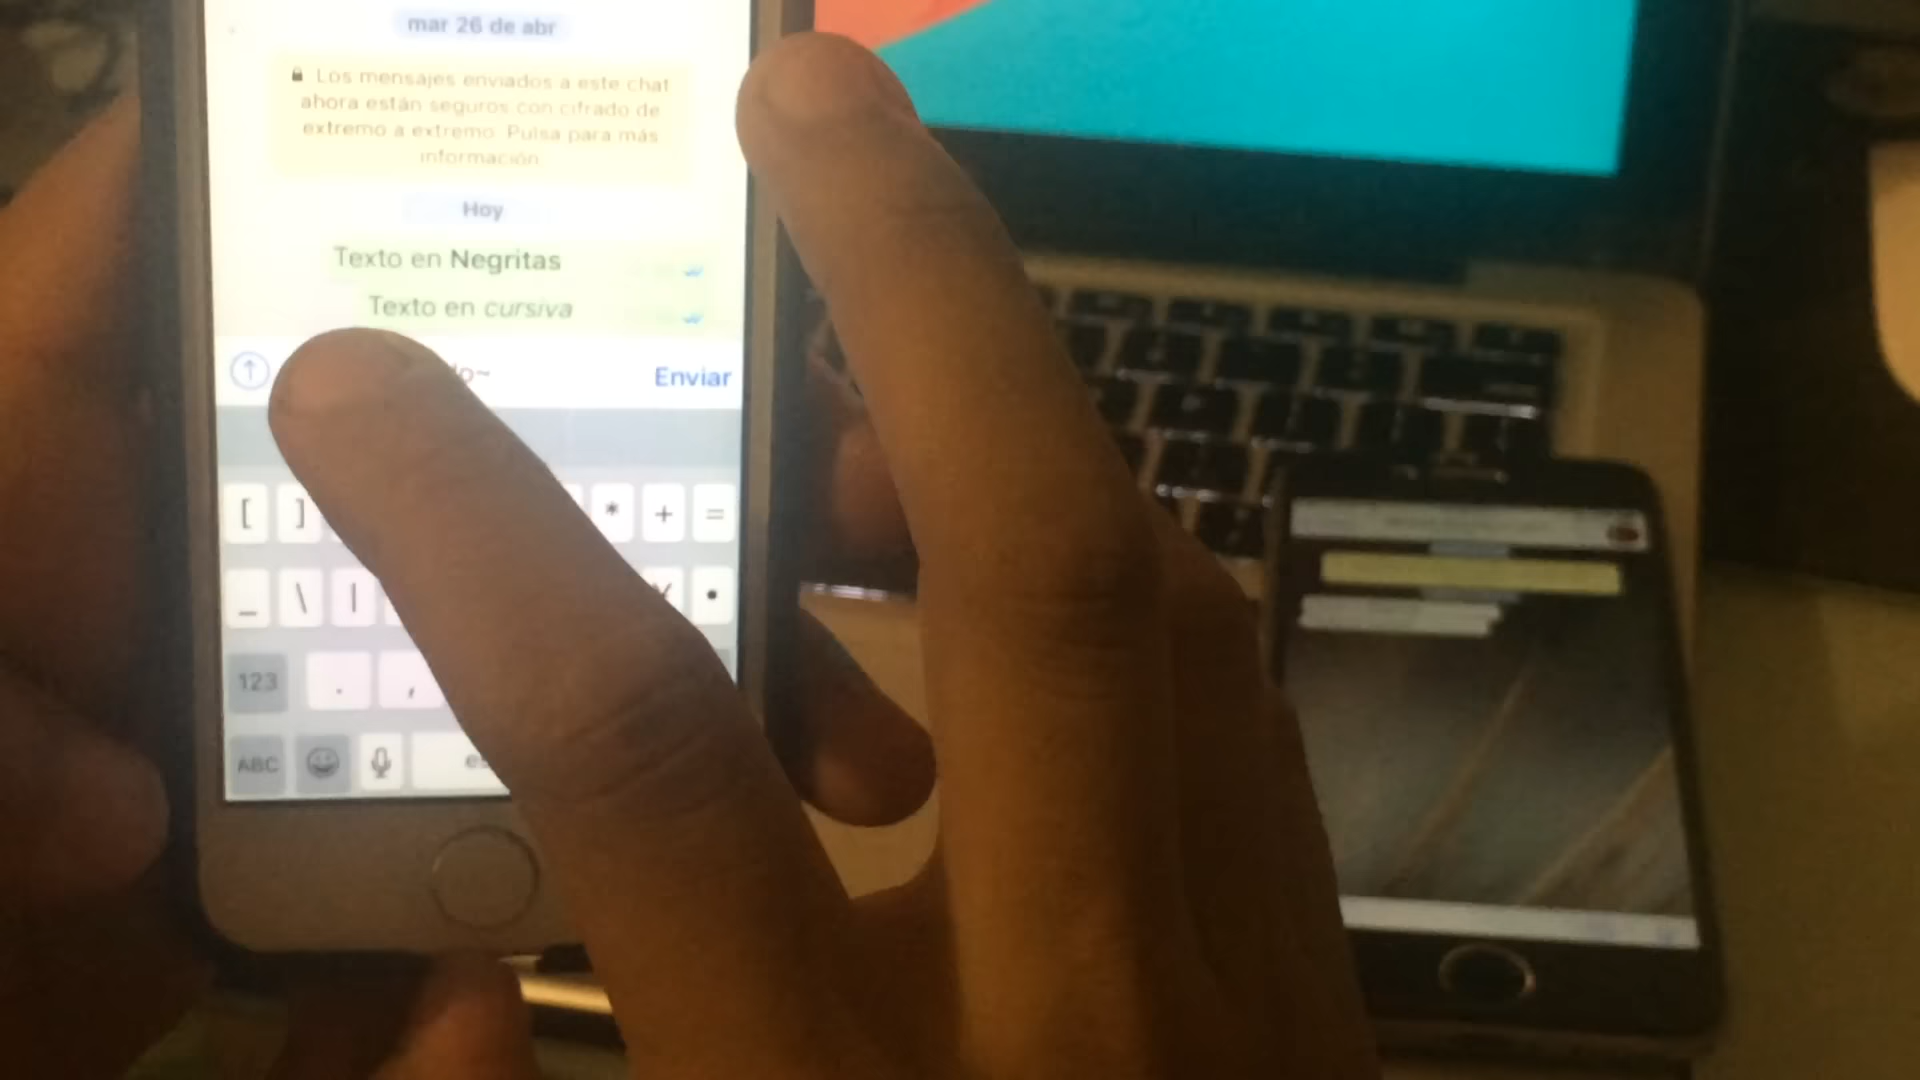 mar 26 de abr
Los mensajes enviados a este chat
ahora están seguros con cifrado de
extremo a extremo. Pulsa para más
información.
Hoy
Texto en Negritas
Texto en cursiva
Enviar
[ ] * + =
_ \ | •
123 . ,
ABC